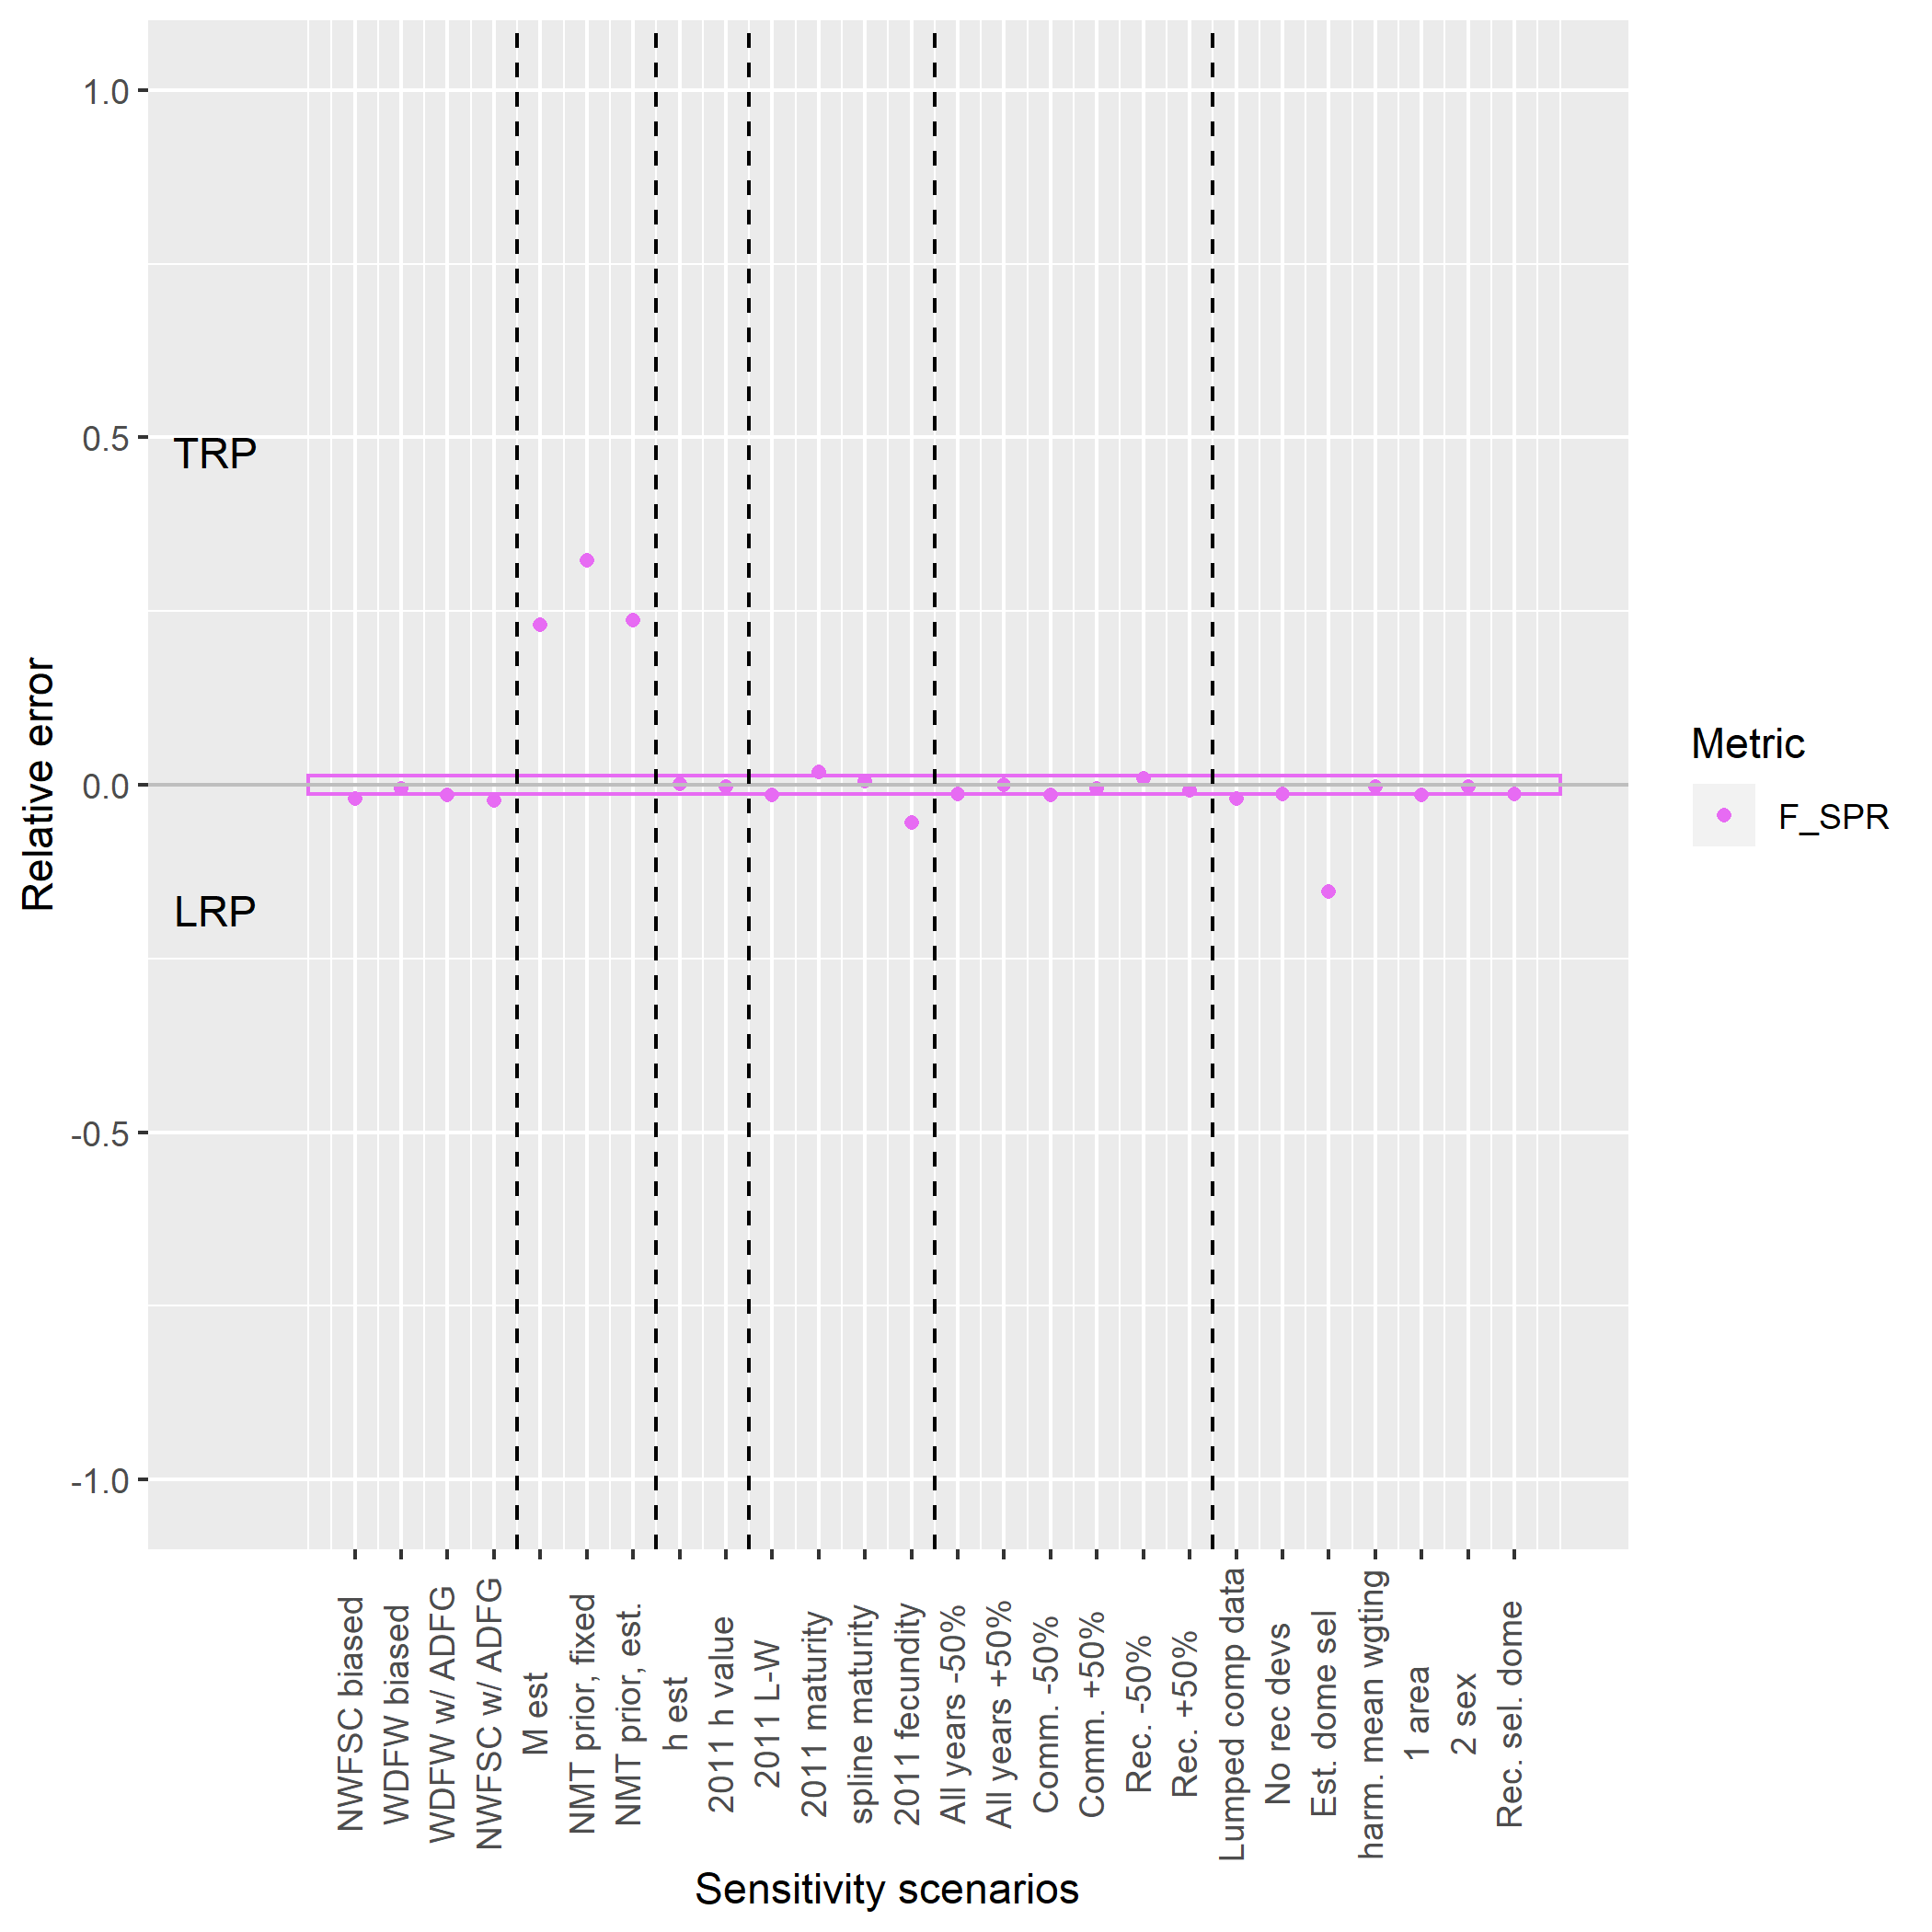 1.0
0.5
0.0
-0.5
-1.0
Relative error
TRP
LRP
Metric
F_SPR
NWFSC biased
WDFW biased
WDFW w/ ADFG
NWFSC w/ ADFG
M est
NMT prior, fixed
NMT prior, est.
h est
2011 h value
2011 L-W
2011 maturity
spline maturity
2011 fecundity
All years -50%
All years +50%
Comm. -50%
Comm. +50%
Rec. -50%
Rec. +50%
Lumped comp data
No rec devs
Est. dome sel
harm. mean wgting
1 area
2 sex
Rec. sel. dome
Sensitivity scenarios